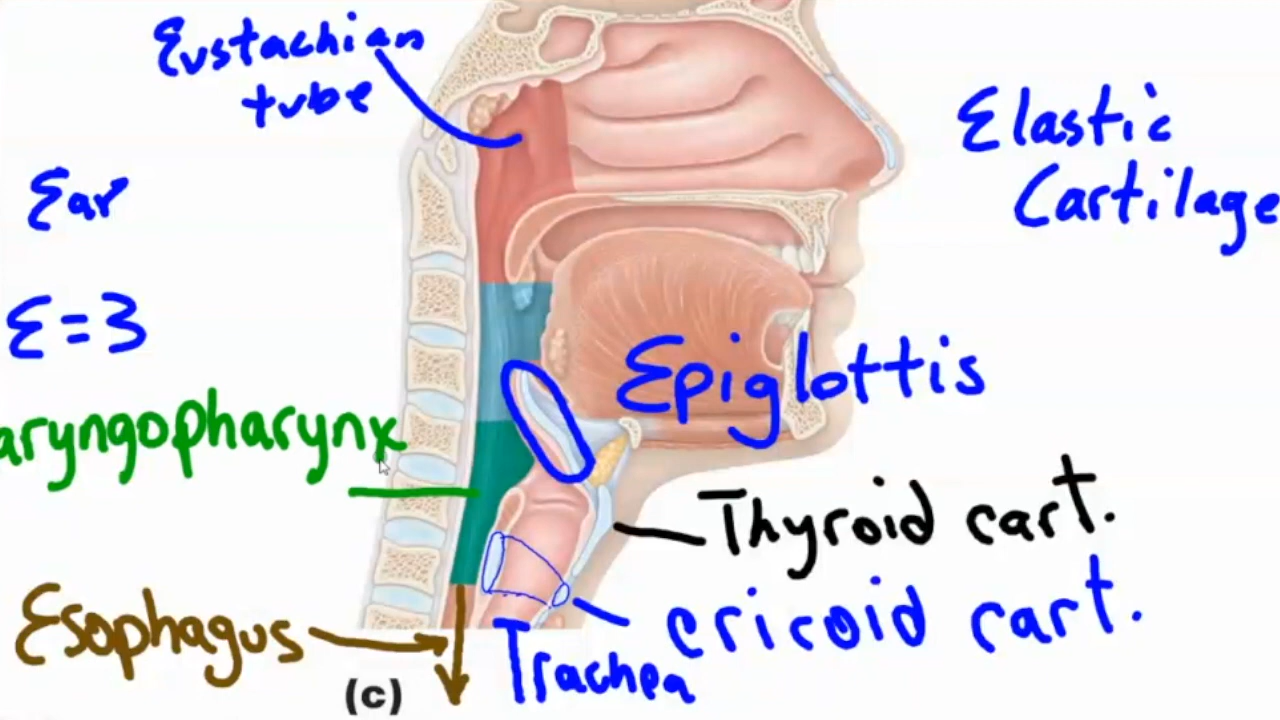 Eustachian
tube
Elastic
Cartilage
Ear
E=3
Epiglottis
aryngopharynx
Thyroid cart.
cricoid cart.
Esophagus
Trachea
(c)